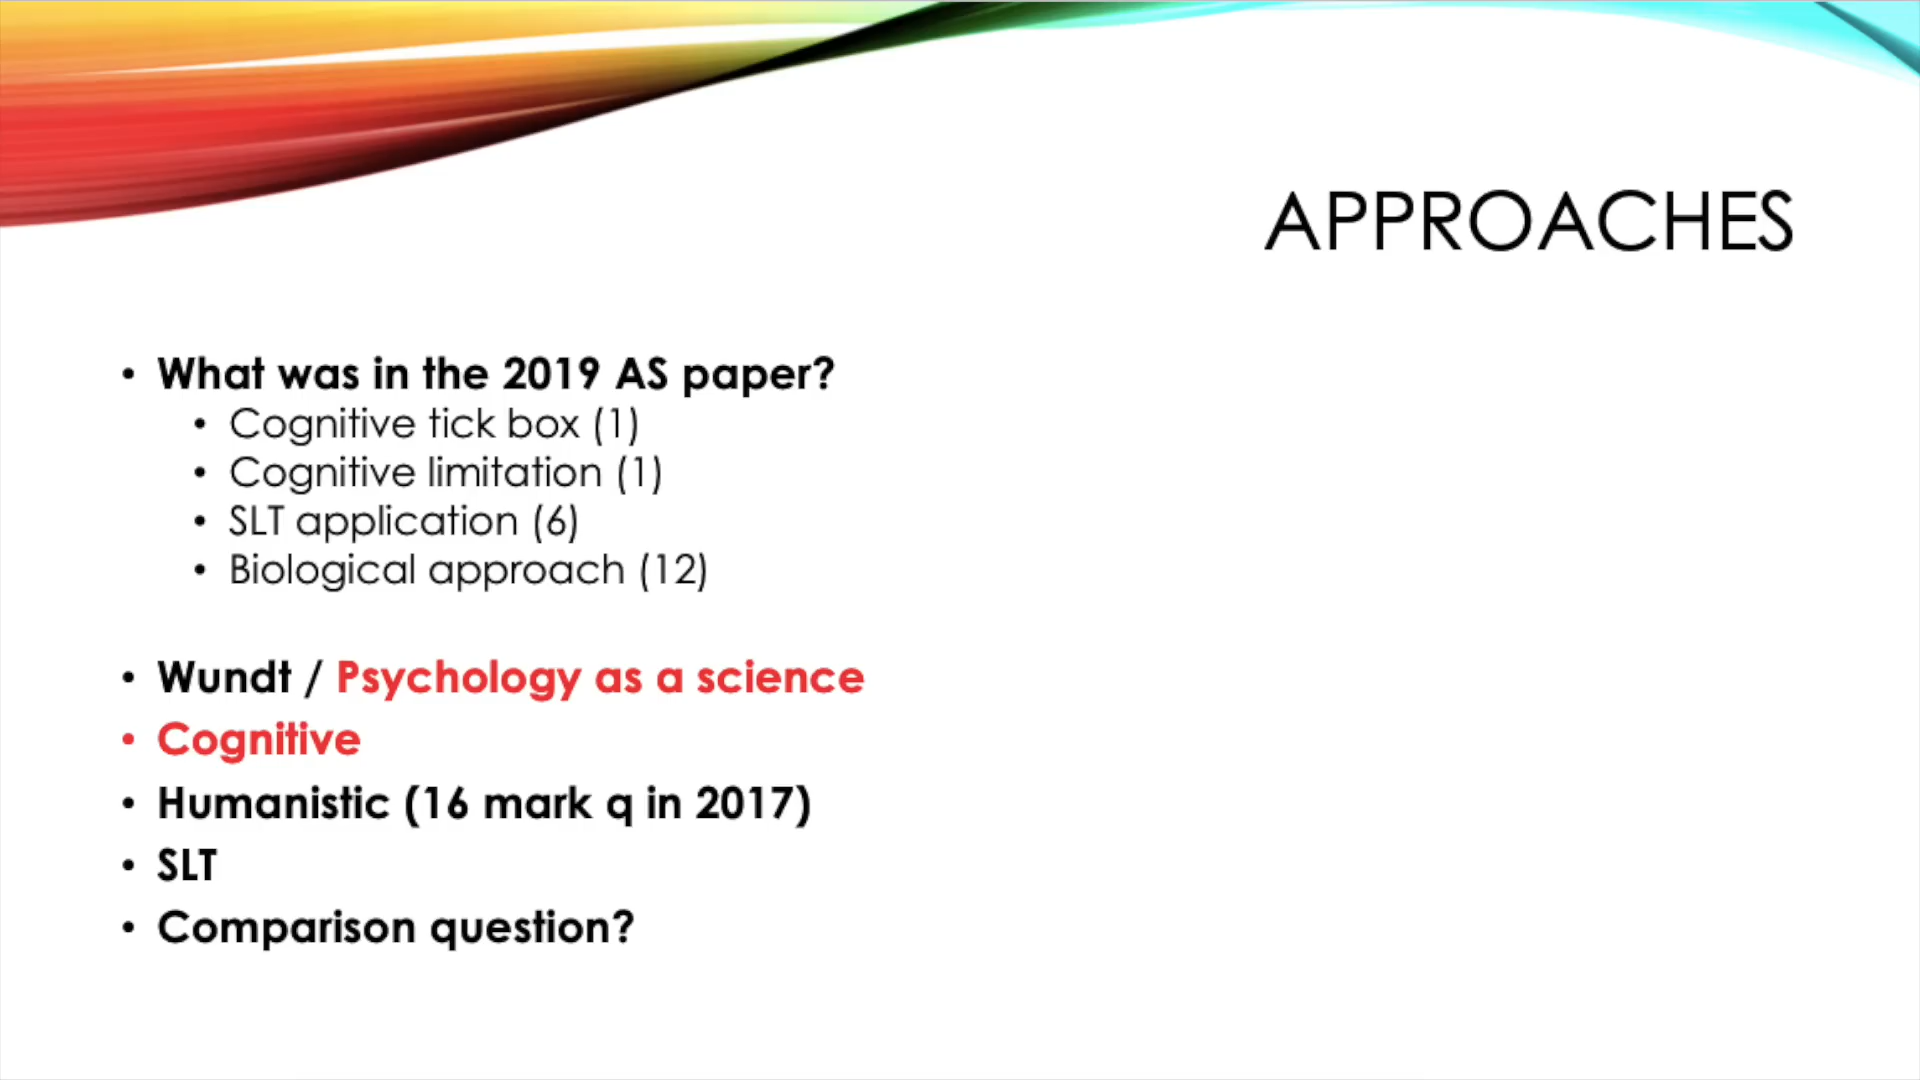 APPROACHES
• What was in the 2019 AS paper?
• Cognitive tick box (1)
• Cognitive limitation (1)
• SLT application (6)
• Biological approach (12)
• Wundt / Psychology as a science
• Cognitive
• Humanistic (16 mark q in 2017)
• SLT
• Comparison question?